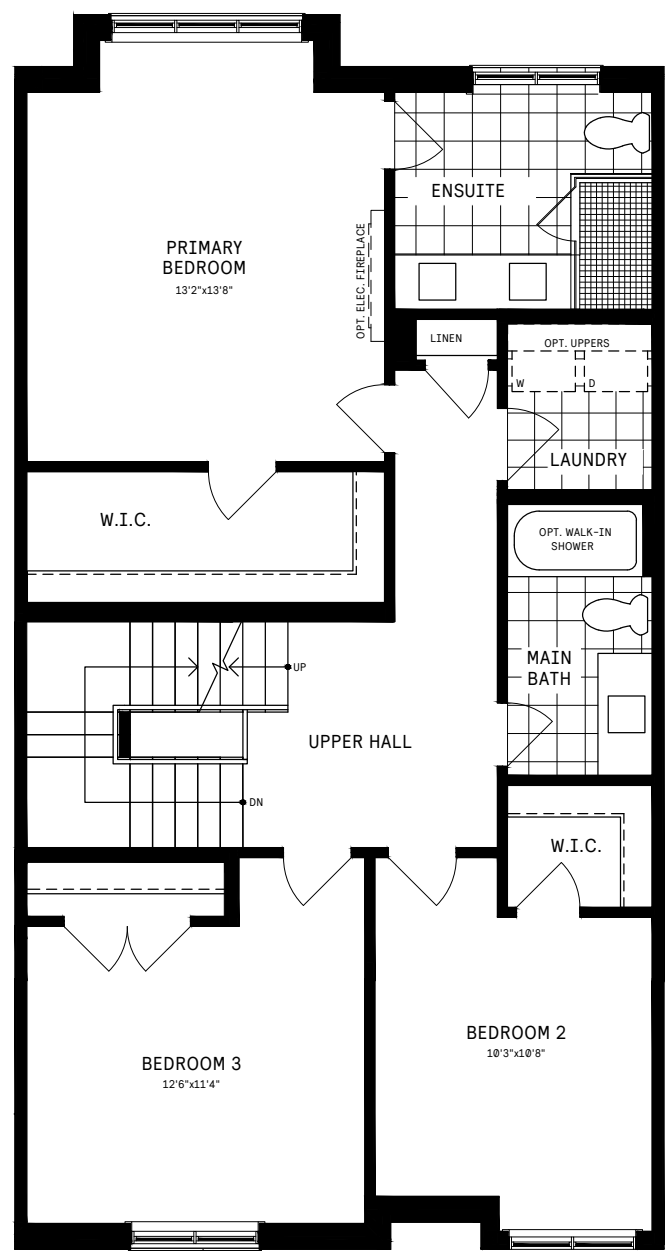 ENSUITE
PRIMARY
BEDROOM
13'2"x13'8"
OPT. ELEC. FIREPLACE
LINEN
OPT. UPPERS
W
D
LAUNDRY
W.I.C.
OPT. WALK-IN
SHOWER
UP
MAIN
BATH
UPPER HALL
DN
W.I.C.
BEDROOM 2
10'3"x10'8"
BEDROOM 3
12'6"x11'4"